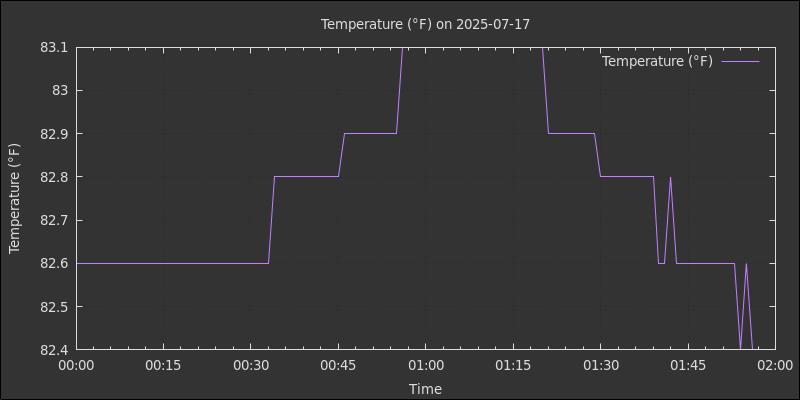 Temperature (°F) on 2025-07-17
83.1
83
82.9
82.8
82.7
82.6
82.5
82.4
Temperature (°F)
Temperature (°F)
00:00 00:15 00:30 00:45 01:00 01:15 01:30 01:45 02:00
Time